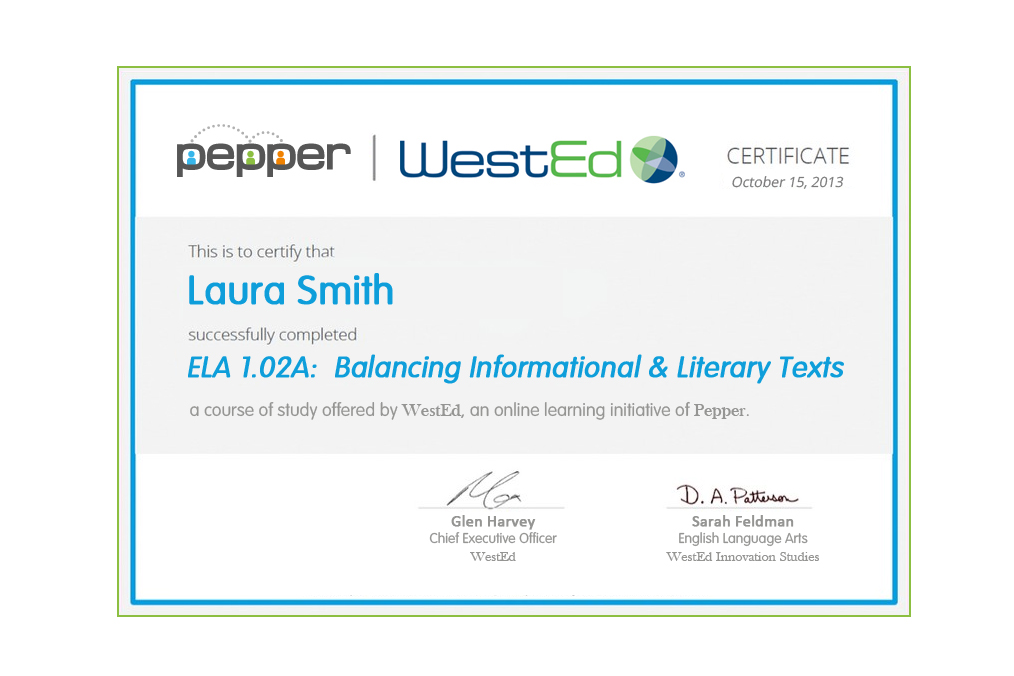 pepper WestEd ® CERTIFICATE
October 15, 2013
This is to certify that
Laura Smith
successfully completed
ELA 1.02A: Balancing Informational & Literary Texts
a course of study offered by WestEd, an online learning initiative of Pepper.
D. A. Patterson
Glen Harvey Sarah Feldman
Chief Executive Officer English Language Arts
WestEd WestEd Innovation Studies